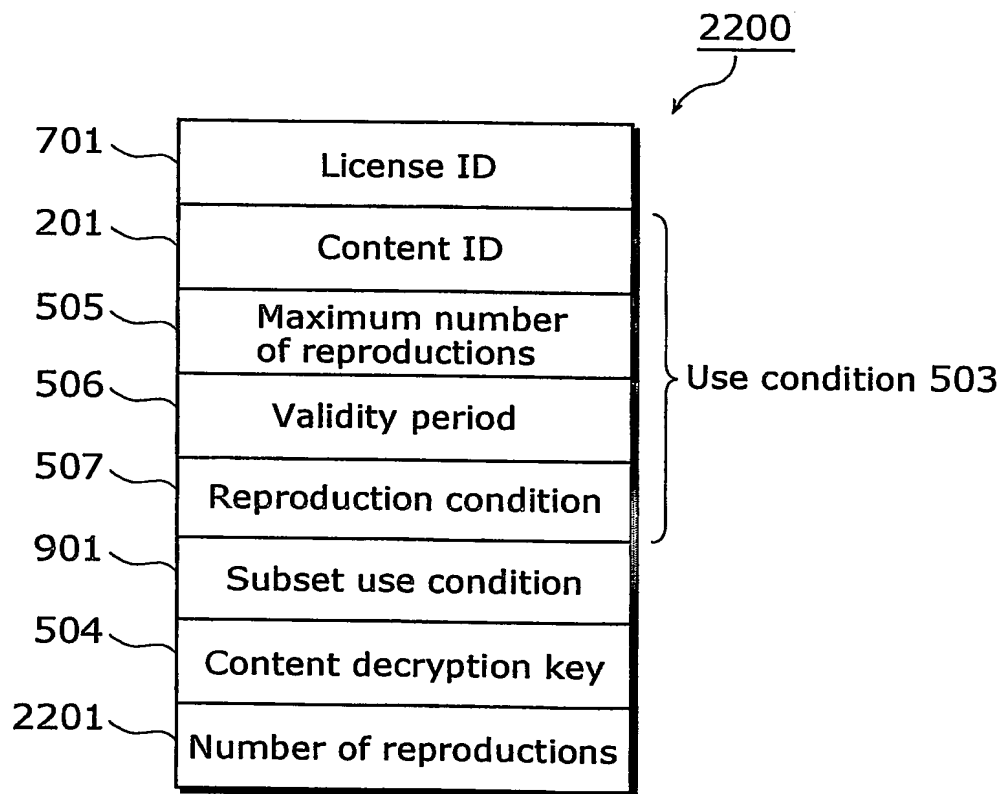 2200
701
License ID
201
Content ID
505
Maximum number
of reproductions
506
Validity period
Use condition 503
507
Reproduction condition
901
Subset use condition
504
Content decryption key
2201
Number of reproductions